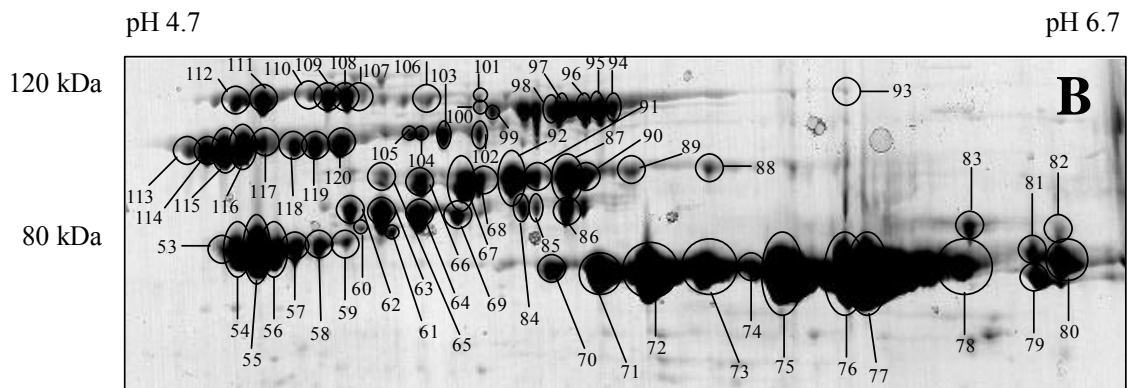 pH 4.7 pH 6.7
120 kDa
B
112 111 110 109 108 107 106 103 101 98 97 96 95 94
100 99 93
91
105 104 102 92 87 90 89 88
113 114 115 116 117 118 119 120
83 82
81
80 kDa
53 68 67 85 86
60 62 63 64 66 69 84
54 55 56 57 58 59 61 65 70 71 72 73 74 75 76 77 78 79 80